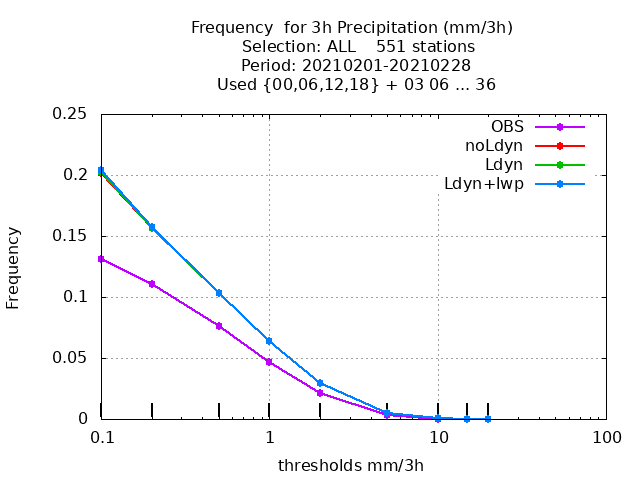 Frequency  for 3h Precipitation (mm/3h)
Selection: ALL    551 stations
Period: 20210201-20210228
Used {00,06,12,18} + 03 06 ... 36
0.25
0.2
0.15
0.1
0.05
0
Frequency
OBS
noLdyn
Ldyn
Ldyn+lwp
0.1 1 10 100
thresholds mm/3h